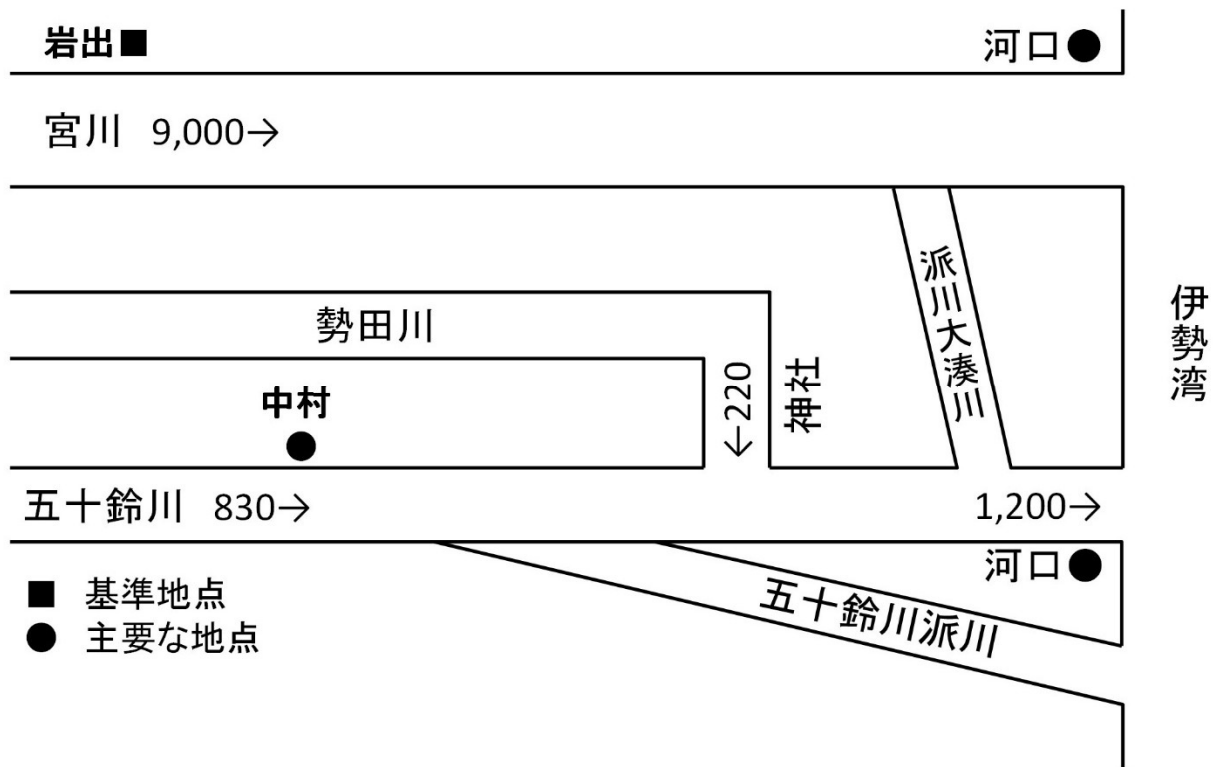 岩出■
河口●
宮川 9,000→
派川大湊川
伊勢湾
勢田川
←220
神社
中村
五十鈴川 830→
1,200→
河口●
五十鈴川派川
■ 基準地点
● 主要な地点